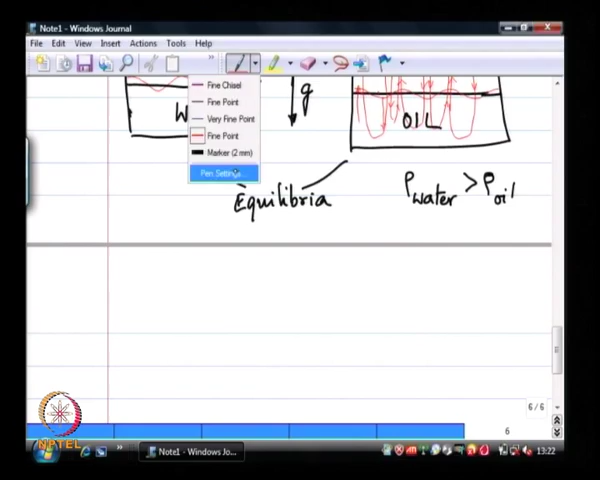 Note1 - Windows Journal
File Edit View Insert Actions Tools Help
Fine Chisel
Fine Point
Very Fine Point
Fine Point
Marker (2 mm)
Pen Settings...
W
g
OIL
Equilibria
ρwater > ρoil
6 / 6
6
NPTEL
Note1 - Windows Jo...
13:22